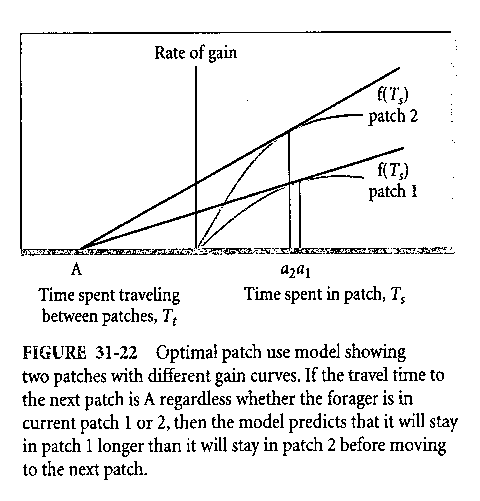 Rate of gain
f(Ts)
patch 2
f(Ts)
patch 1
A
a2a1
Time spent traveling
between patches, Tt
Time spent in patch, Ts
FIGURE 31-22 Optimal patch use model showing
two patches with different gain curves. If the travel time to
the next patch is A regardless whether the forager is in
current patch 1 or 2, then the model predicts that it will stay
in patch 1 longer than it will stay in patch 2 before moving
to the next patch.